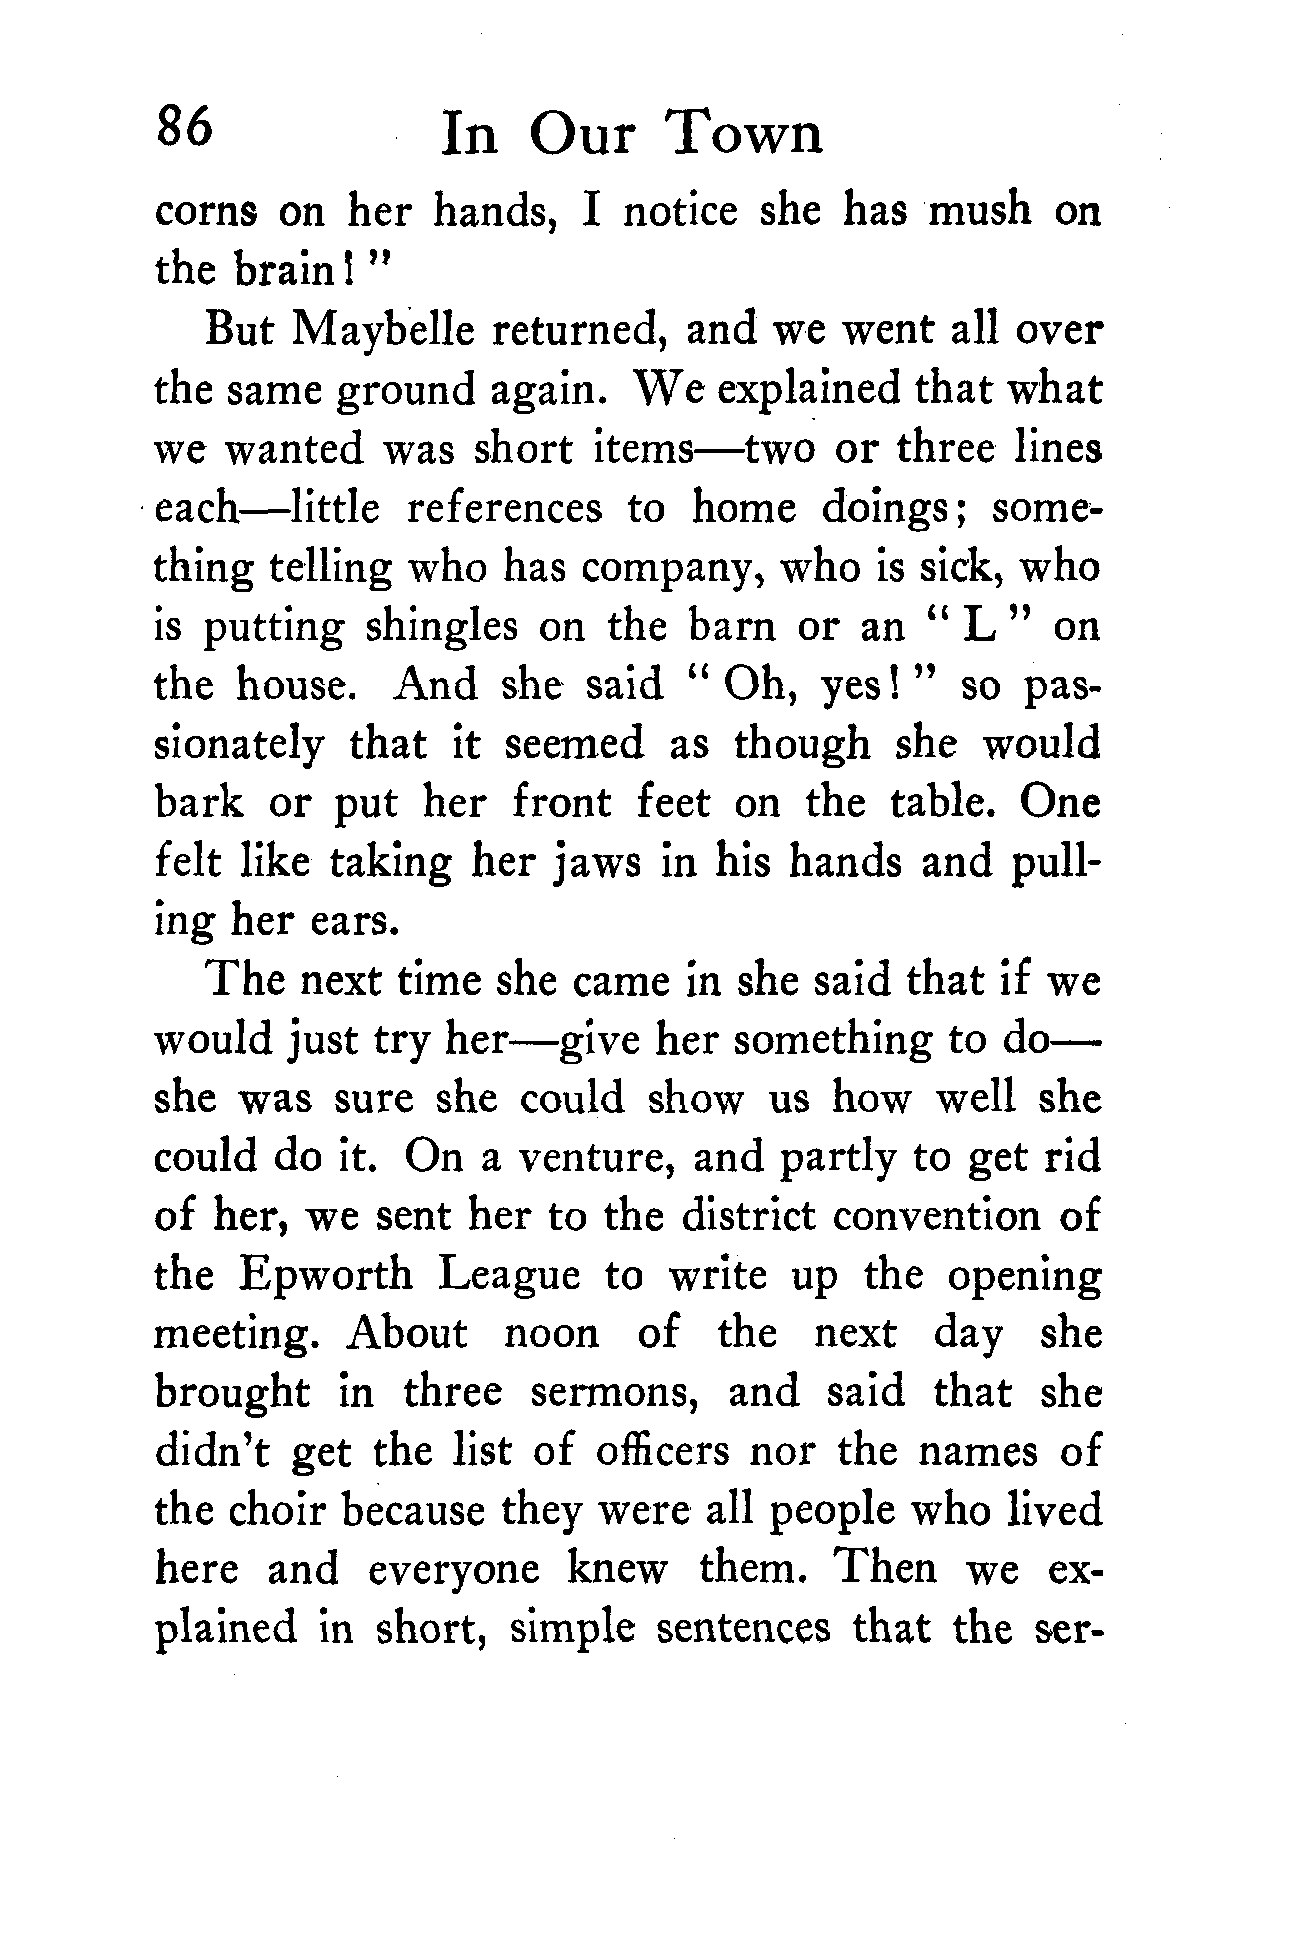 86 In Our Town
corns on her hands, I notice she has mush on
the brain! "
But Maybelle returned, and we went all over
the same ground again. We explained that what
we wanted was short items—two or three lines
each—little references to home doings; some-
thing telling who has company, who is sick, who
is putting shingles on the barn or an " L " on
the house. And she said " Oh, yes! " so pas-
sionately that it seemed as though she would
bark or put her front feet on the table. One
felt like taking her jaws in his hands and pull-
ing her ears.
The next time she came in she said that if we
would just try her—give her something to do—
she was sure she could show us how well she
could do it. On a venture, and partly to get rid
of her, we sent her to the district convention of
the Epworth League to write up the opening
meeting. About noon of the next day she
brought in three sermons, and said that she
didn't get the list of officers nor the names of
the choir because they were all people who lived
here and everyone knew them. Then we ex-
plained in short, simple sentences that the ser-